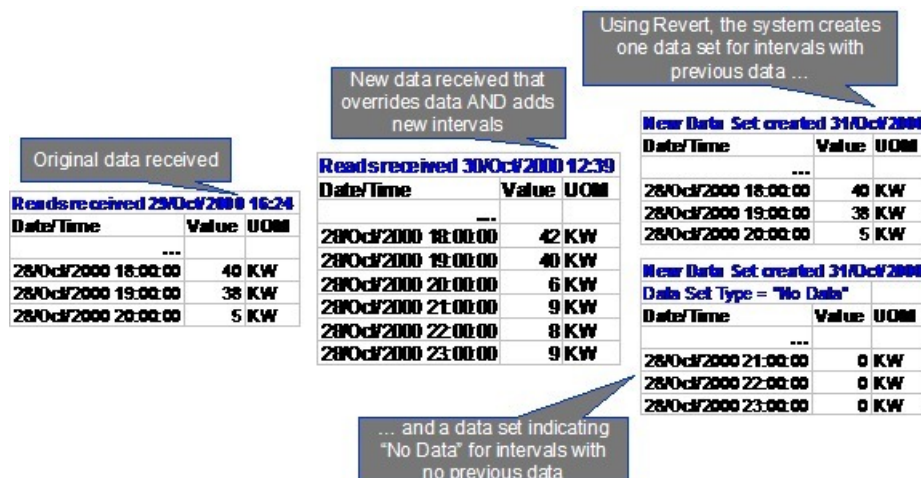 Original data received
Reads received 29/Oct/2000 16:24
Date/Time Value UOM
...
28/Oct/2000 18:00:00 40 KW
28/Oct/2000 19:00:00 38 KW
28/Oct/2000 20:00:00 5 KW
New data received that
overrides data AND adds
new intervals
Reads received 30/Oct/2000 12:39
Date/Time Value UOM
...
28/Oct/2000 18:00:00 42 KW
28/Oct/2000 19:00:00 40 KW
28/Oct/2000 20:00:00 6 KW
28/Oct/2000 21:00:00 9 KW
28/Oct/2000 22:00:00 8 KW
28/Oct/2000 23:00:00 9 KW
Using Revert, the system creates
one data set for intervals with
previous data ...
New Data Set created 31/Oct/2000
Date/Time Value UOM
...
28/Oct/2000 18:00:00 40 KW
28/Oct/2000 19:00:00 38 KW
28/Oct/2000 20:00:00 5 KW
New Data Set created 31/Oct/2000
Data Set Type = "No Data"
Date/Time Value UOM
...
28/Oct/2000 21:00:00 0 KW
28/Oct/2000 22:00:00 0 KW
28/Oct/2000 23:00:00 0 KW
... and a data set indicating
“No Data” for intervals with
no previous data